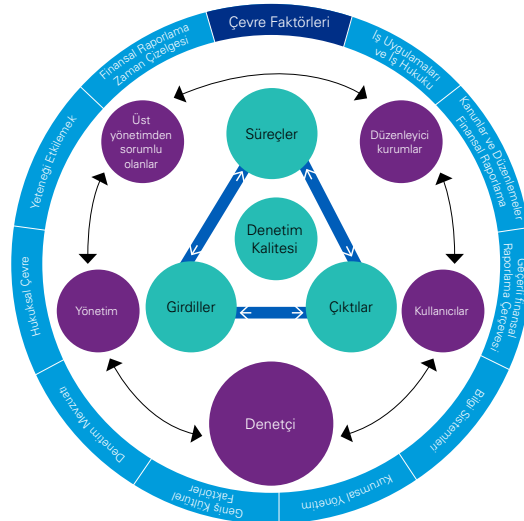 Çevre Faktörleri
İş Uygulamaları
ve İş Hukuku
Kanunlar ve Düzenlemeler
Finansal Raporlama
Geçerli finansal
Raporlama Çerçevesi
Bilgi Sistemleri
Kurumsal Yönetim
Geniş Kültürel
Faktörler
Denetim Mevzuatı
Hukuksal Çevre
Yeteneği Etkilemek
Finansal Raporlama
Zaman Çizelgesi
Üst
yönetimden
sorumlu
olanlar
Süreçler
Düzenleyici
kurumlar
Denetim
Kalitesi
Yönetim
Girdiller
Çıktılar
Kullanıcılar
Denetçi